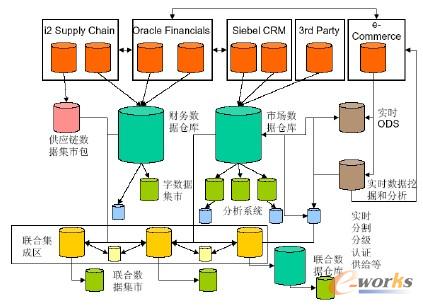 i2 Supply Chain
Oracle Financials
Siebel CRM
3rd Party
e-
Commerce
供应链数
据集市包
财务数
据仓库
市场数
据仓库
实时
ODS
字数据
集市
分析系统
实时数据挖
掘和分析
实时
分割
分级
认证
供给等
联合集
成区
联合数
据集市
联合数
据仓库
e-works